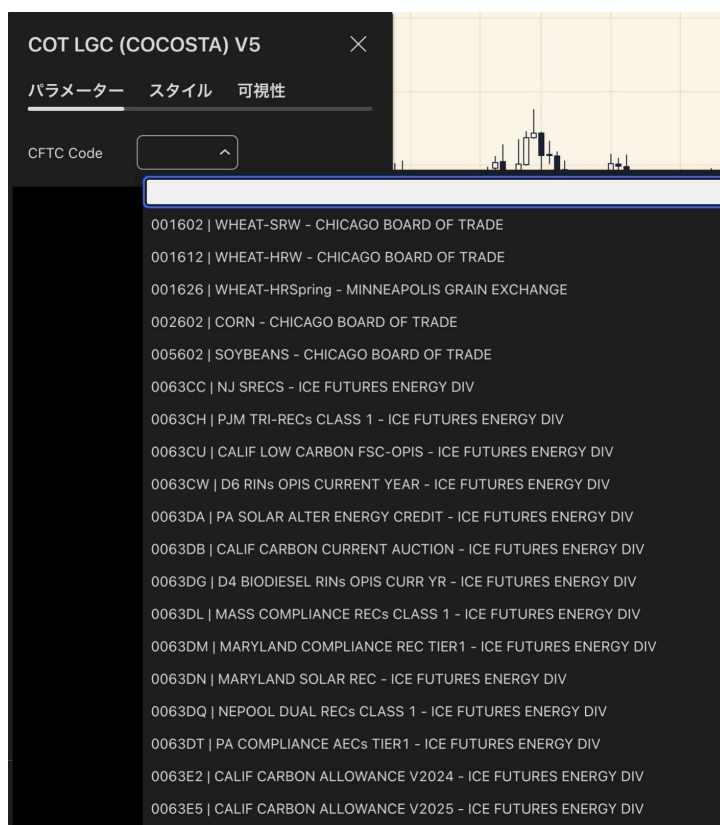 COT LGC (COCOSTA) V5
パラメーター スタイル 可視性
CFTC Code
001602 | WHEAT-SRW - CHICAGO BOARD OF TRADE
001612 | WHEAT-HRW - CHICAGO BOARD OF TRADE
001626 | WHEAT-HRSpring - MINNEAPOLIS GRAIN EXCHANGE
002602 | CORN - CHICAGO BOARD OF TRADE
005602 | SOYBEANS - CHICAGO BOARD OF TRADE
0063CC | NJ SRECS - ICE FUTURES ENERGY DIV
0063CH | PJM TRI-RECs CLASS 1 - ICE FUTURES ENERGY DIV
0063CU | CALIF LOW CARBON FSC-OPIS - ICE FUTURES ENERGY DIV
0063CW | D6 RINs OPIS CURRENT YEAR - ICE FUTURES ENERGY DIV
0063DA | PA SOLAR ALTER ENERGY CREDIT - ICE FUTURES ENERGY DIV
0063DB | CALIF CARBON CURRENT AUCTION - ICE FUTURES ENERGY DIV
0063DG | D4 BIODIESEL RINs OPIS CURR YR - ICE FUTURES ENERGY DIV
0063DL | MASS COMPLIANCE RECs CLASS 1 - ICE FUTURES ENERGY DIV
0063DM | MARYLAND COMPLIANCE REC TIER1 - ICE FUTURES ENERGY DIV
0063DN | MARYLAND SOLAR REC - ICE FUTURES ENERGY DIV
0063DQ | NEPOOL DUAL RECs CLASS 1 - ICE FUTURES ENERGY DIV
0063DT | PA COMPLIANCE AECs TIER1 - ICE FUTURES ENERGY DIV
0063E2 | CALIF CARBON ALLOWANCE V2024 - ICE FUTURES ENERGY DIV
0063E5 | CALIF CARBON ALLOWANCE V2025 - ICE FUTURES ENERGY DIV